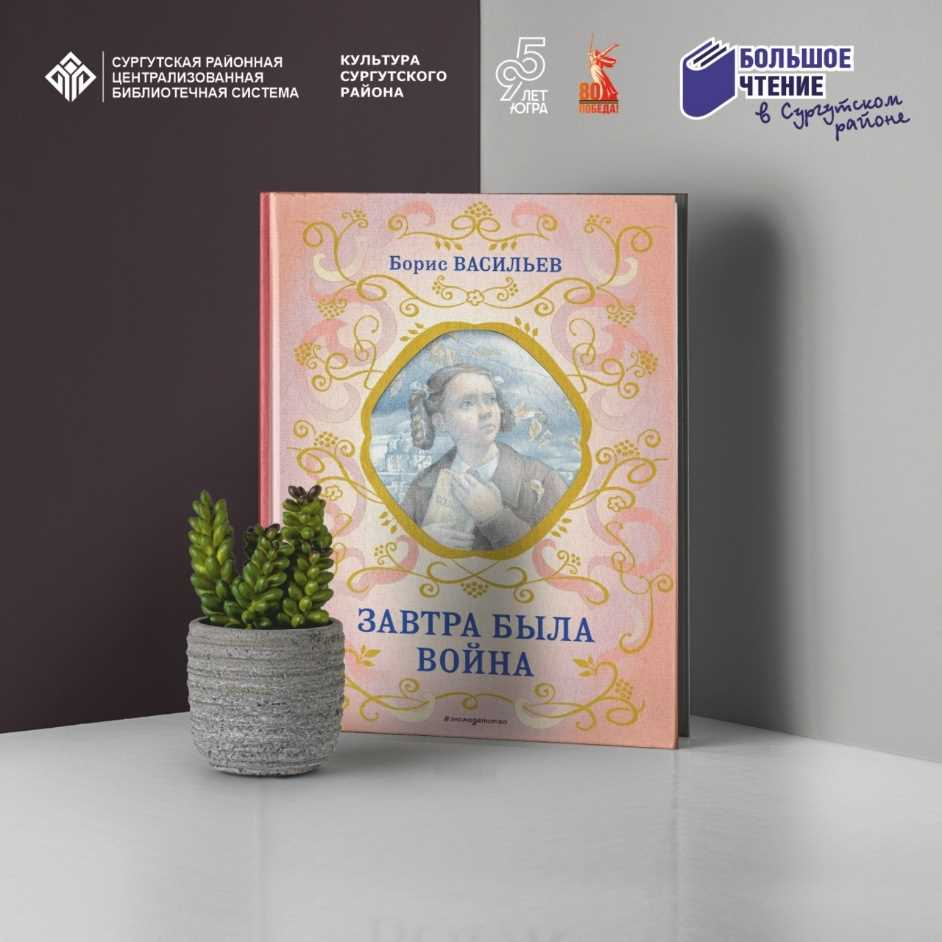 СУРГУТСКАЯ РАЙОННАЯ
ЦЕНТРАЛИЗОВАННАЯ
БИБЛИОТЕЧНАЯ СИСТЕМА
КУЛЬТУРА
СУРГУТСКОГО
РАЙОНА
95
ЛЕТ
ЮГРА
80
ПОБЕДА!
БОЛЬШОЕ
ЧТЕНИЕ
в Сургутском
районе
Борис ВАСИЛЬЕВ
ЗАВТРА БЫЛА
ВОЙНА
#эксмодетство